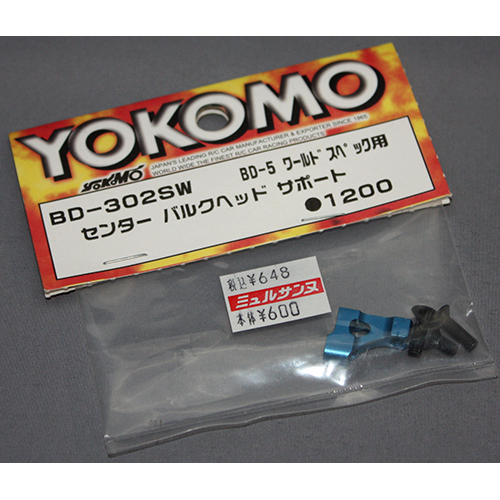 YOKOMO
YOKOMO
JAPAN'S LEADING R/C CAR MANUFACTURER & EXPORTER SINCE 1965
WORLD WIDE THE FINEST R/C CAR RACING PRODUCTS
BD-302SW
BD-5 ワールドスペック用
センター バルクヘッド サポート
●1200
税込¥648
ミュルサンヌ
本体¥600